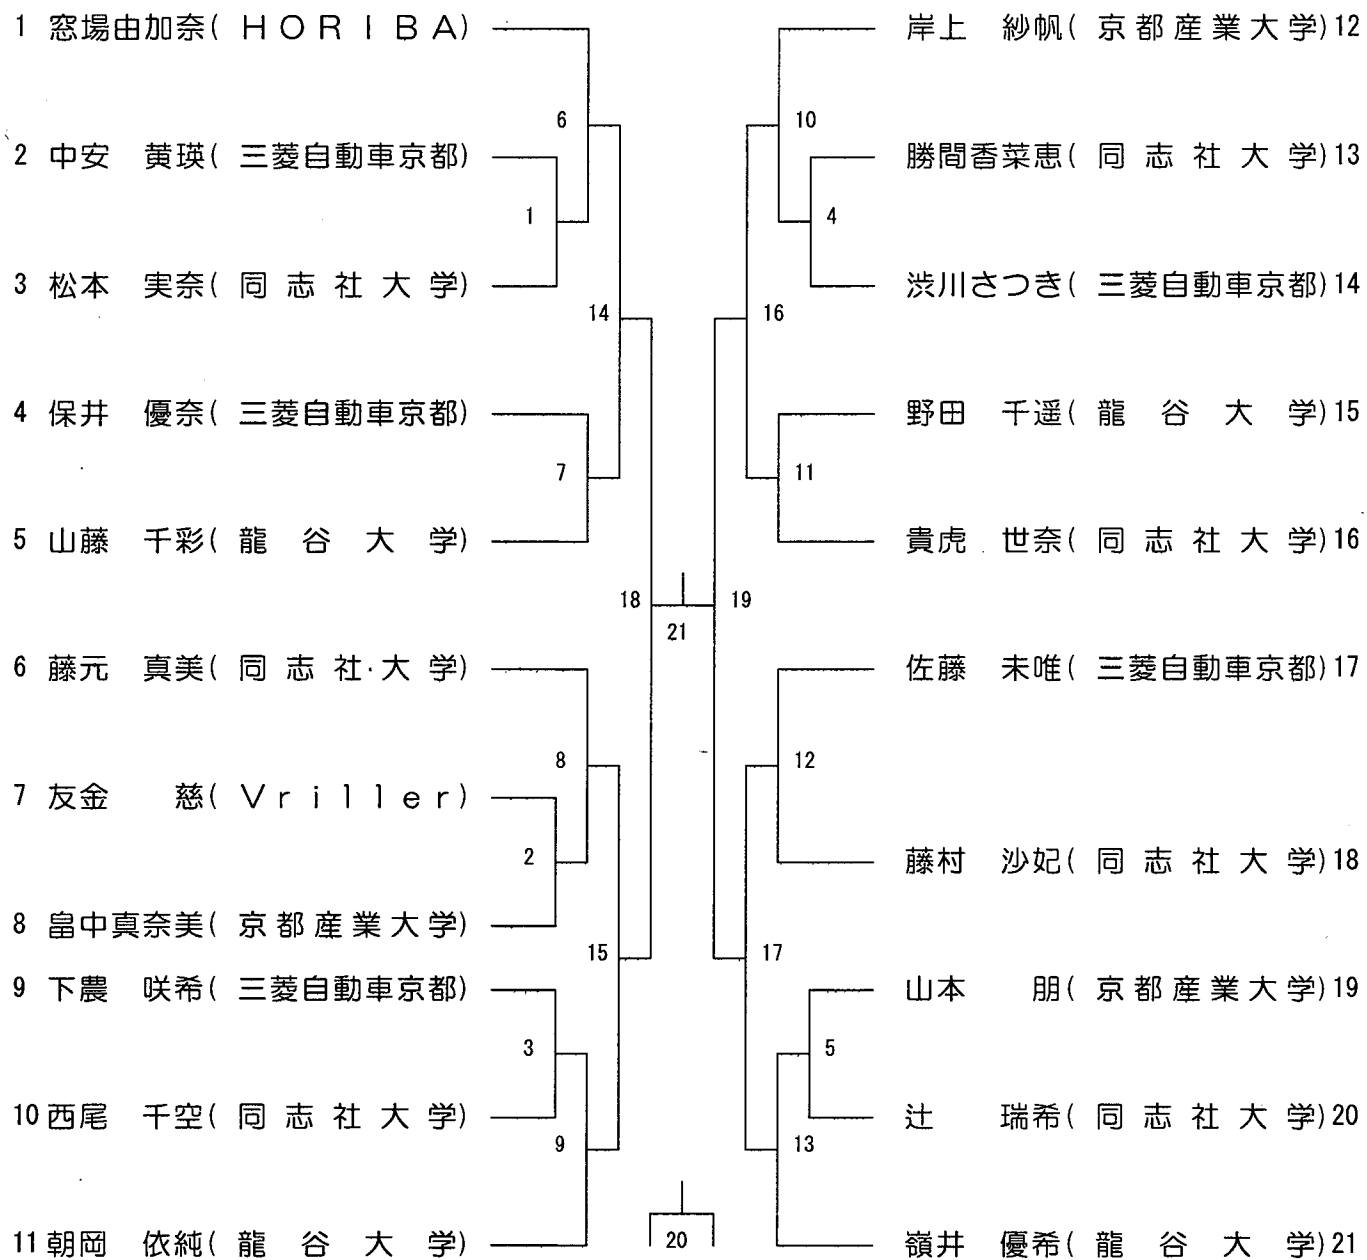 1 窓場由加奈( HORIBA)
6
2 中安 黄瑛( 三菱自動車京都)
1
3 松本 実奈( 同志社大学)
14
4 保井 優奈( 三菱自動車京都)
7
5 山藤 千彩( 龍谷大学)
18
6 藤元 真美( 同志社大学)
8
7 友金 慈( Vriller)
2
8 畠中真奈美( 京都産業大学)
15
9 下農 咲希( 三菱自動車京都)
3
10 西尾 千空( 同志社大学)
9
11 朝岡 依純( 龍谷大学)
21
20
岸上 紗帆( 京都産業大学)12
10
勝間香菜恵( 同志社大学)13
4
渋川さつき( 三菱自動車京都)14
16
野田 千遥( 龍谷大学)15
11
貴虎 世奈( 同志社大学)16
19
佐藤 未唯( 三菱自動車京都)17
12
藤村 沙妃( 同志社大学)18
17
山本 朋( 京都産業大学)19
5
辻 瑞希( 同志社大学)20
13
嶺井 優希( 龍谷大学)21